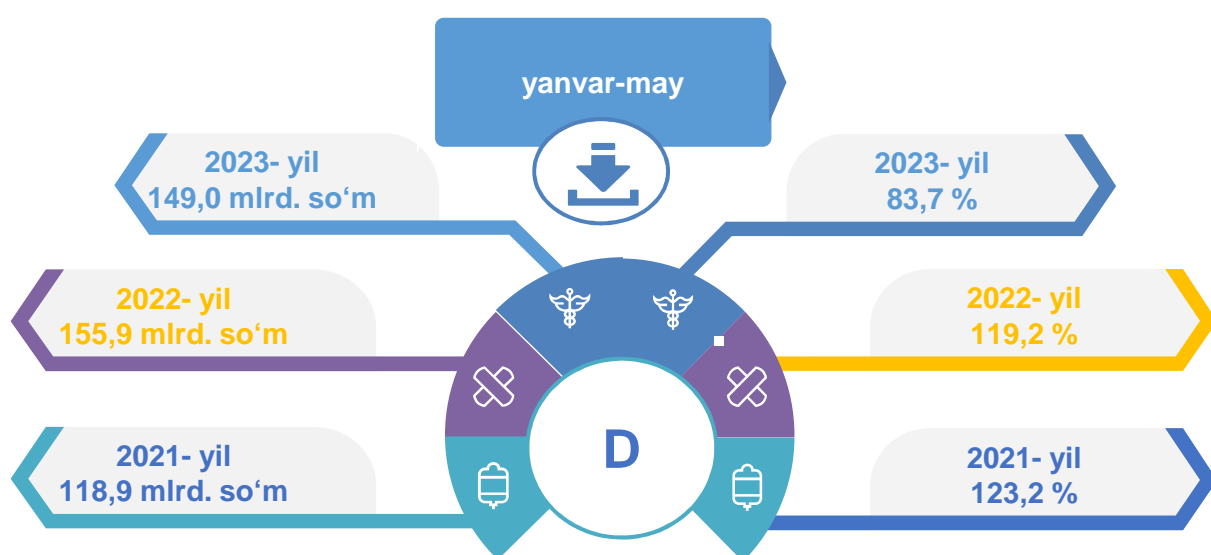 yanvar-may
2023- yil
149,0 mlrd. so‘m
2023- yil
83,7 %
2022- yil
155,9 mlrd. so‘m
2022- yil
119,2 %
2021- yil
118,9 mlrd. so‘m
2021- yil
123,2 %
D